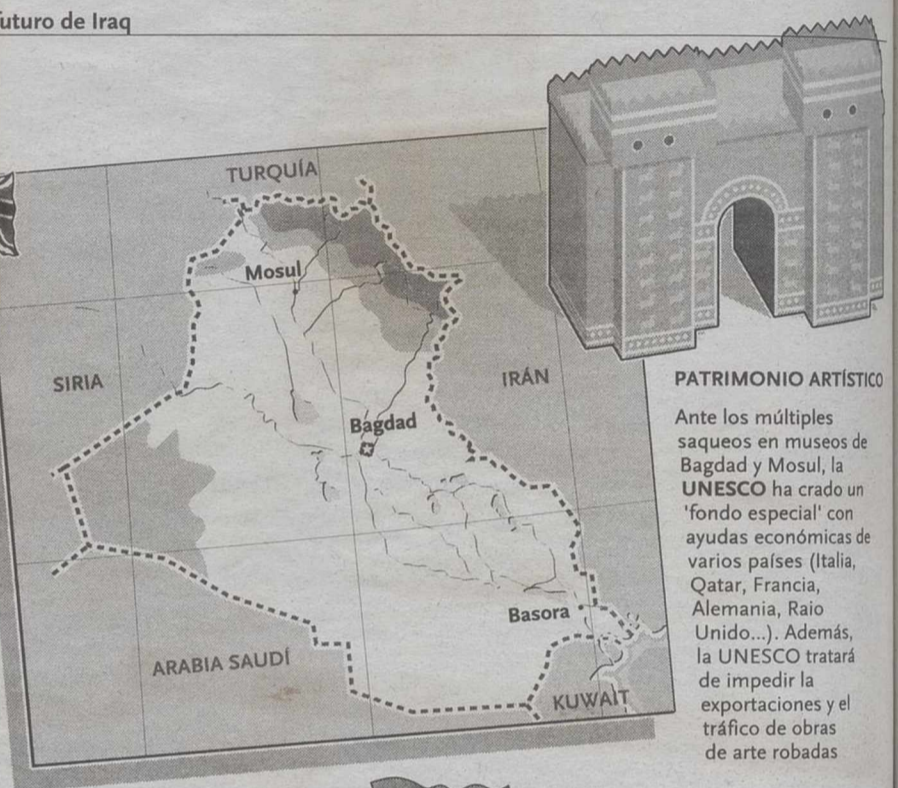 uturo de Iraq
TURQUÍA
Mosul
SIRIA
IRÁN
Bagdad
Basora
ARABIA SAUDÍ
KUWAIT
PATRIMONIO ARTÍSTICO
Ante los múltiples
saqueos en museos de
Bagdad y Mosul, la
UNESCO ha crado un
'fondo especial' con
ayudas económicas de
varios países (Italia,
Qatar, Francia,
Alemania, Raio
Unido...). Además,
la UNESCO tratará
de impedir la
exportaciones y el
tráfico de obras
de arte robadas